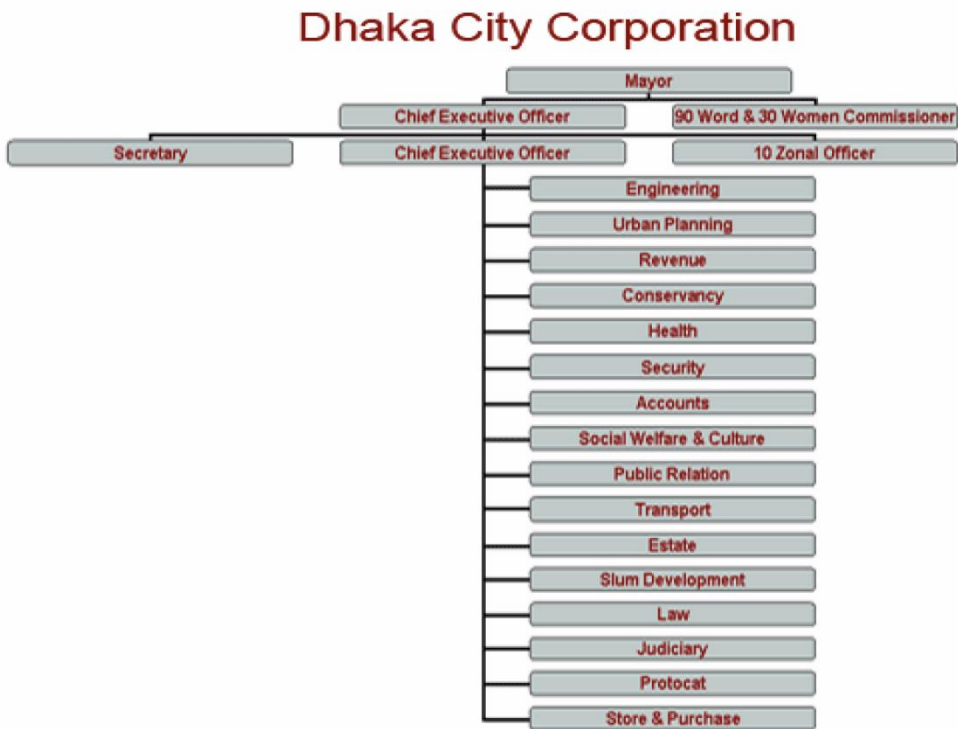 Dhaka City Corporation
Mayor
Chief Executive Officer
90 Word & 30 Women Commissioner
Secretary
Chief Executive Officer
10 Zonal Officer
Engineering
Urban Planning
Revenue
Conservancy
Health
Security
Accounts
Social Welfare & Culture
Public Relation
Transport
Estate
Slum Development
Law
Judiciary
Protocat
Store & Purchase